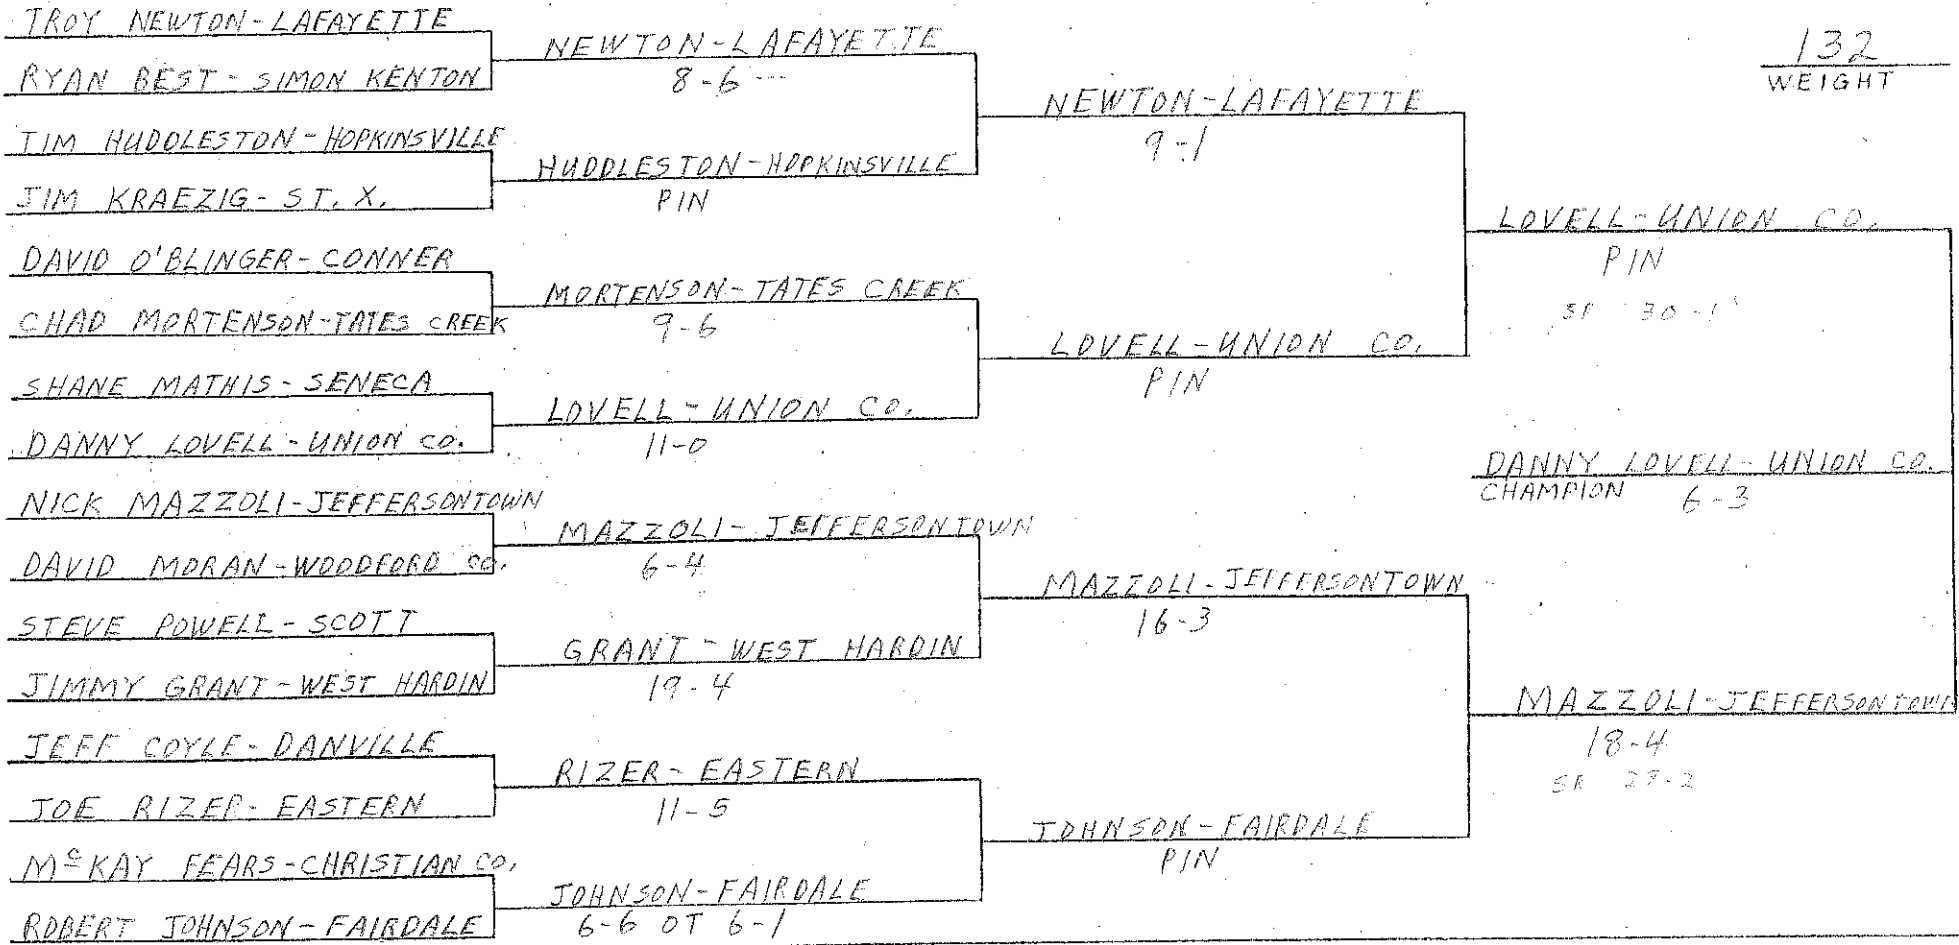 TROY NEWTON-LAFAYETTE
RYAN BEST - SIMON KENTON
TIM HUDDLESTON - HOPKINSVILLE
JIM KRAEZIG - ST. X.
DAVID O'BLINGER - CONNER
CHAD MORTENSON-TATES CREEK
SHANE MATHIS - SENECA
DANNY LOVELL - UNION CO.
NICK MAZZOLI-JEFFERSONTOWN
DAVID MORAN-WOODFORD CO.
STEVE POWELL - SCOTT
JIMMY GRANT-WEST HARDIN
JEFF COYLE-DANVILLE
JOE RIZER- EASTERN
McKAY FEARS-CHRISTIAN CO.
ROBERT JOHNSON-FAIRDALE
NEWTON-LAFAYETTE
8-6
HUDDLESTON-HOPKINSVILLE
PIN
MORTENSON-TATES CREEK
9-6
LOVELL - UNION CO.
11-0
MAZZOLI- JEFFERSONTOWN
6-4
GRANT - WEST HARDIN
19-4
RIZER- EASTERN
11-5
JOHNSON-FAIRDALE
6-6 OT 6-1
NEWTON-LAFAYETTE
9-1
LOVELL-UNION CO.
PIN
MAZZOLI-JEFFERSONTOWN
16-3
JOHNSON-FAIRDALE
PIN
132
WEIGHT
LOVELL-UNION CO.
PIN
30-1
DANNY LOVELL- UNION CO.
CHAMPION 6-3
MAZZOLI-JEFFERSONTOWN
18-4